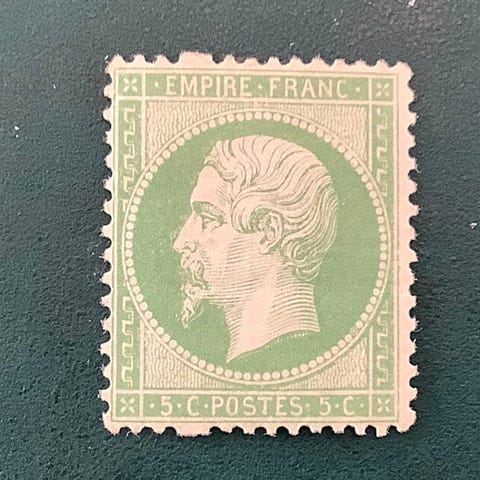 · EMPIRE · FRANC ·
· 5 · C · POSTES · 5 · C ·